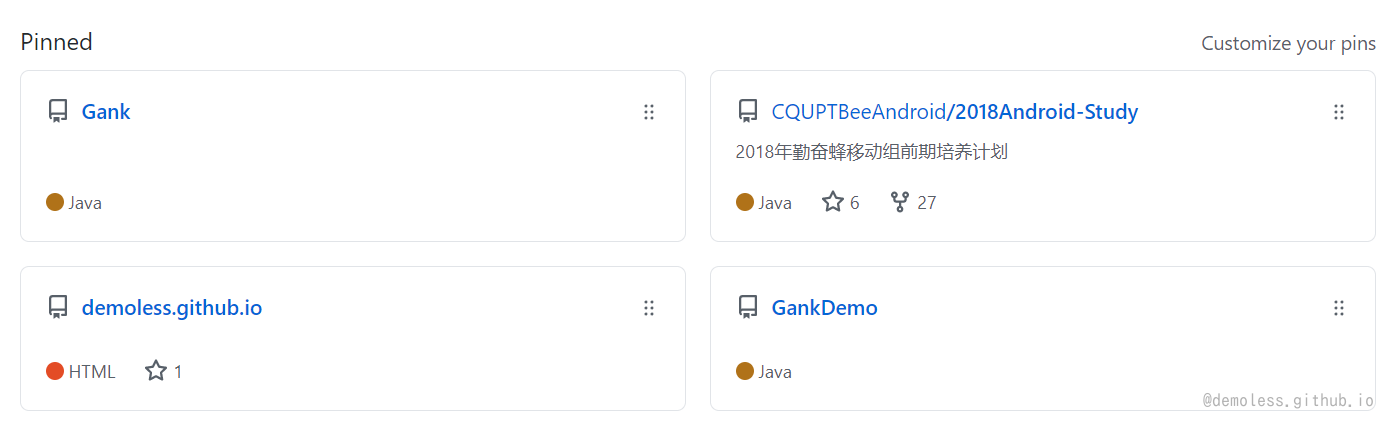 Pinned
Customize your pins
Gank
Java
CQUPTBeeAndroid/2018Android-Study
2018年勤奋蜂移动组前期培养计划
Java 6 27
demoless.github.io
HTML 1
GankDemo
Java
@demoless.github.io